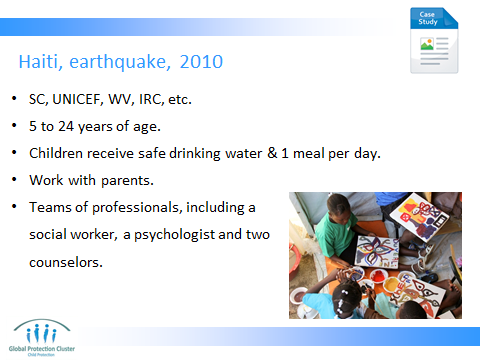 Case
Study
Haiti, earthquake, 2010
• SC, UNICEF, WV, IRC, etc.
• 5 to 24 years of age.
• Children receive safe drinking water & 1 meal per day.
• Work with parents.
• Teams of professionals, including a
social worker, a psychologist and two
counselors.
Global Protection Cluster
Child Protection